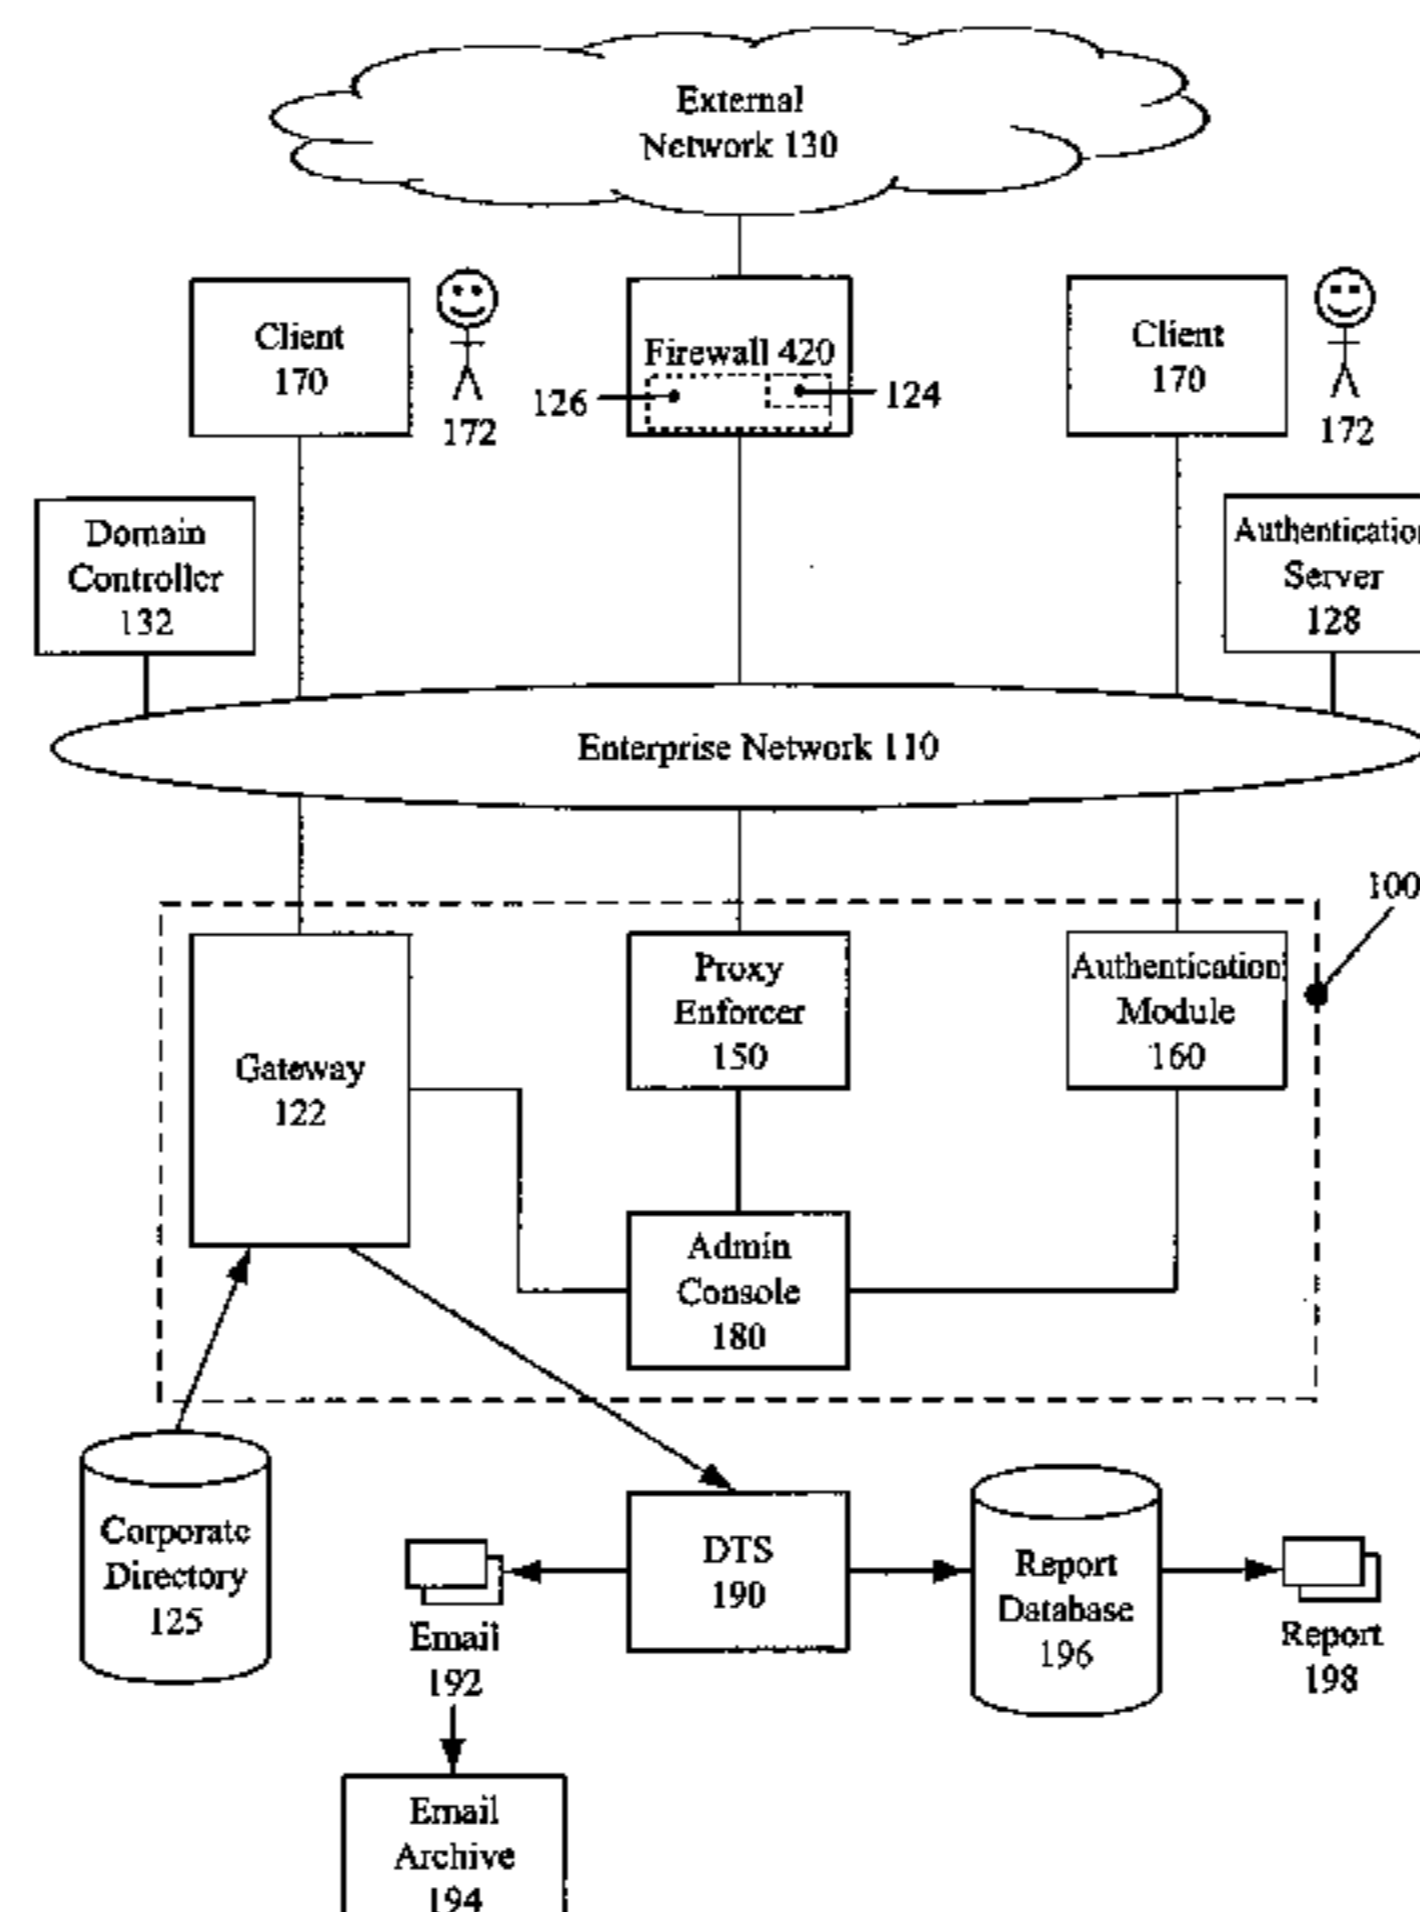 External
Network 130
Client
170
172
Firewall 420
126
124
Client
170
172
Domain
Controller
132
Authentication
Server
128
Enterprise Network 110
100
Gateway
122
Proxy
Enforcer
150
Authentication
Module
160
Admin
Console
180
Corporate
Directory
125
Email
192
DTS
190
Report
Database
196
Report
198
Email
Archive
194